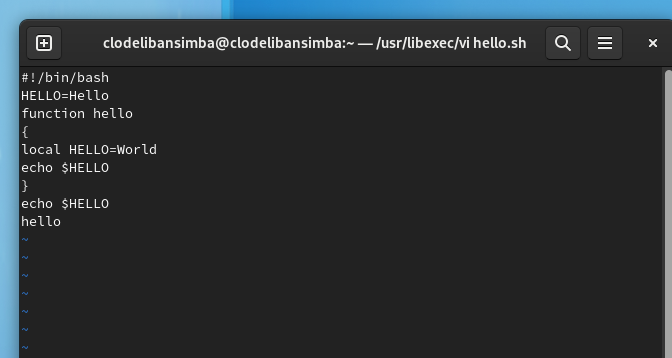 clodelibansimba@clodelibansimba:~ — /usr/libexec/vi hello.sh
#!/bin/bash
HELLO=Hello
function hello
{
local HELLO=World
echo $HELLO
}
echo $HELLO
hello
~
~
~
~
~
~
~